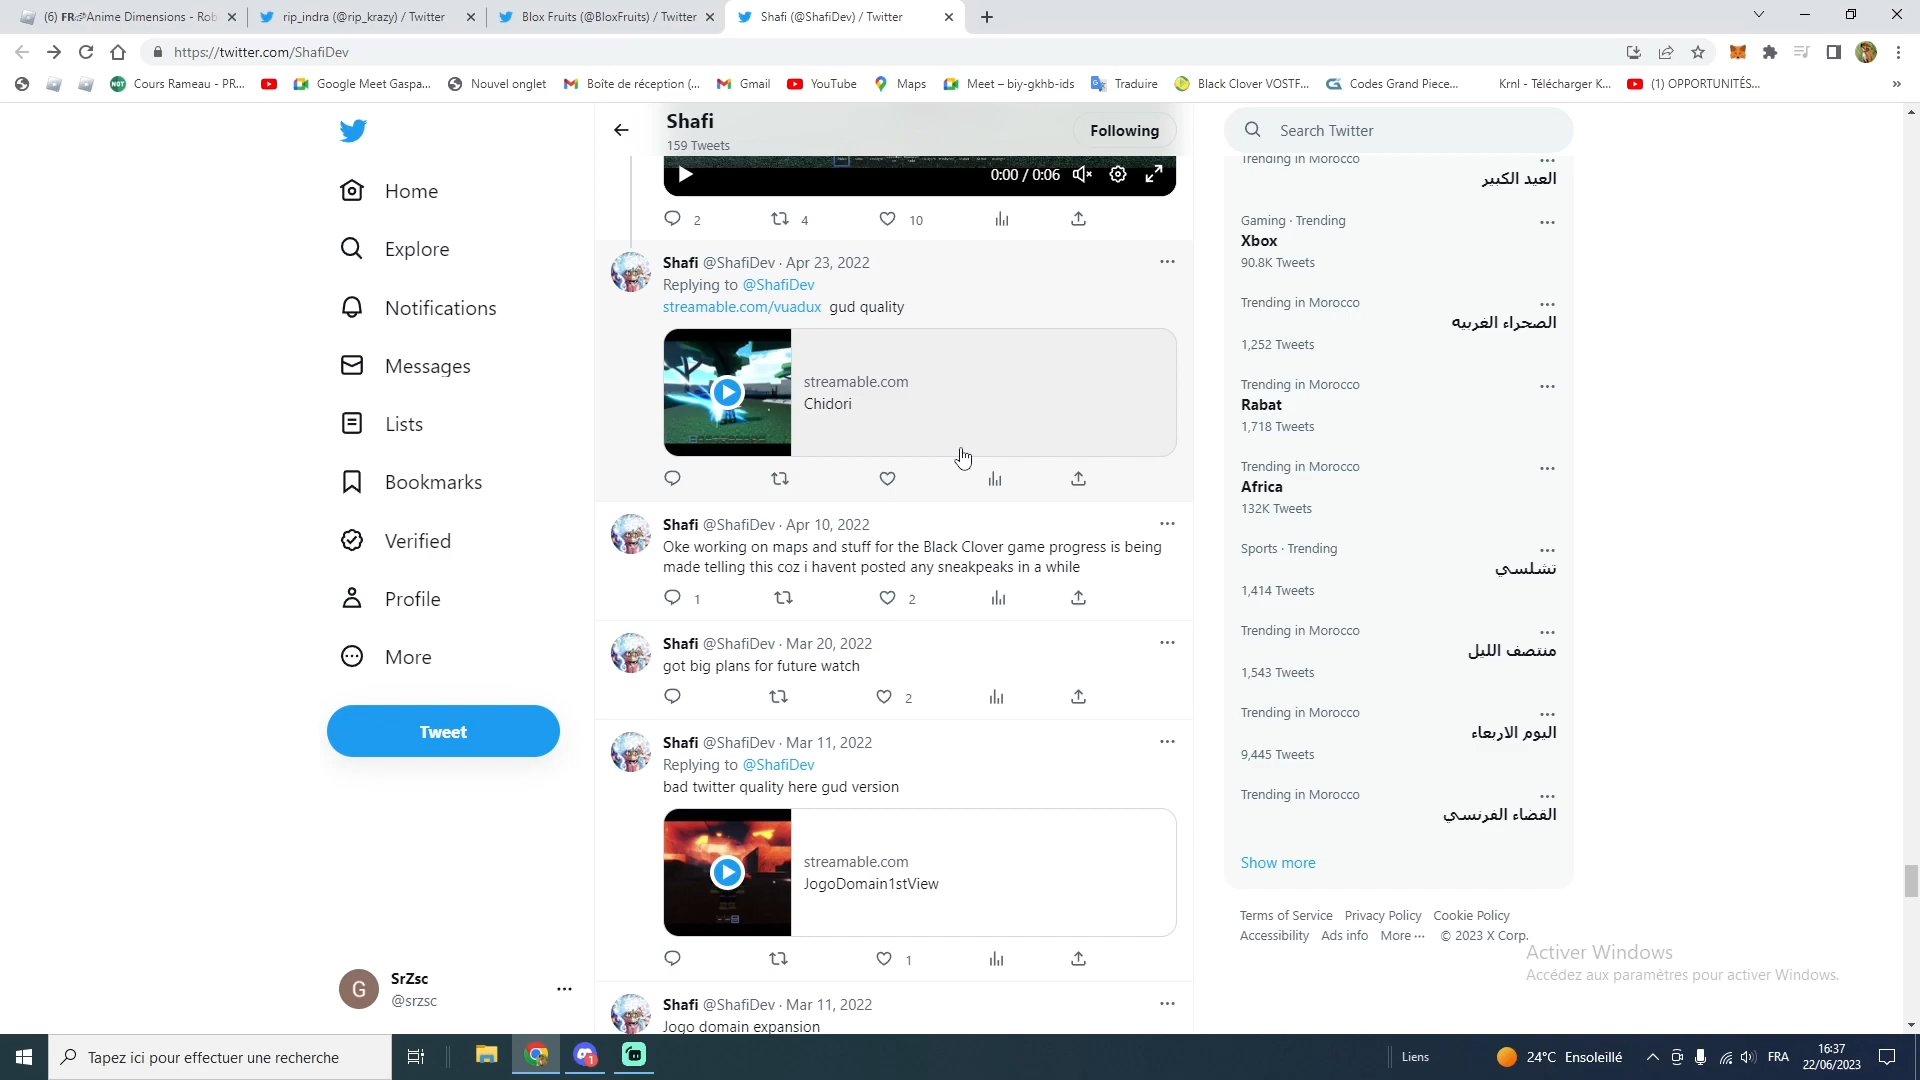 (6) FR Anime Dimensions - Rob
rip_indra (@rip_krazy) / Twitter
Blox Fruits (@BloxFruits) / Twitter
Shafi (@ShafiDev) / Twitter
https://twitter.com/ShafiDev
Cours Rameau - PR...
Google Meet Gaspa...
Nouvel onglet
Boîte de réception (...
Gmail
YouTube
Maps
Meet – biy-gkhb-ids
Traduire
Black Clover VOSTF...
Codes Grand Piece...
Krnl - Télécharger K...
(1) OPPORTUNITÉS...
Home
Explore
Notifications
Messages
Lists
Bookmarks
Verified
Profile
More
Tweet
G
SrZsc
@srzsc
Shafi
159 Tweets
Following
0:00 / 0:06
2 4 10
Shafi @ShafiDev · Apr 23, 2022
Replying to @ShafiDev
streamable.com/vuadux gud quality
streamable.com
Chidori
Shafi @ShafiDev · Apr 10, 2022
Oke working on maps and stuff for the Black Clover game progress is being
made telling this coz i havent posted any sneakpeaks in a while
1 2
Shafi @ShafiDev · Mar 20, 2022
got big plans for future watch
2
Shafi @ShafiDev · Mar 11, 2022
Replying to @ShafiDev
bad twitter quality here gud version
streamable.com
JogoDomain1stView
1
Shafi @ShafiDev · Mar 11, 2022
Jogo domain expansion
Search Twitter
Trending in Morocco
العيد الكبير
Gaming · Trending
Xbox
90.8K Tweets
Trending in Morocco
الصحراء الغربيه
1,252 Tweets
Trending in Morocco
Rabat
1,718 Tweets
Trending in Morocco
Africa
132K Tweets
Sports · Trending
تشلسي
1,414 Tweets
Trending in Morocco
منتصف الليل
1,543 Tweets
Trending in Morocco
اليوم الاربعاء
9,445 Tweets
Trending in Morocco
القضاء الفرنسي
Show more
Terms of Service Privacy Policy Cookie Policy
Accessibility Ads info More ··· © 2023 X Corp.
Activer Windows
Accédez aux paramètres pour activer Windows.
Tapez ici pour effectuer une recherche
1
Liens
24°C Ensoleillé
FRA
16:37
22/06/2023